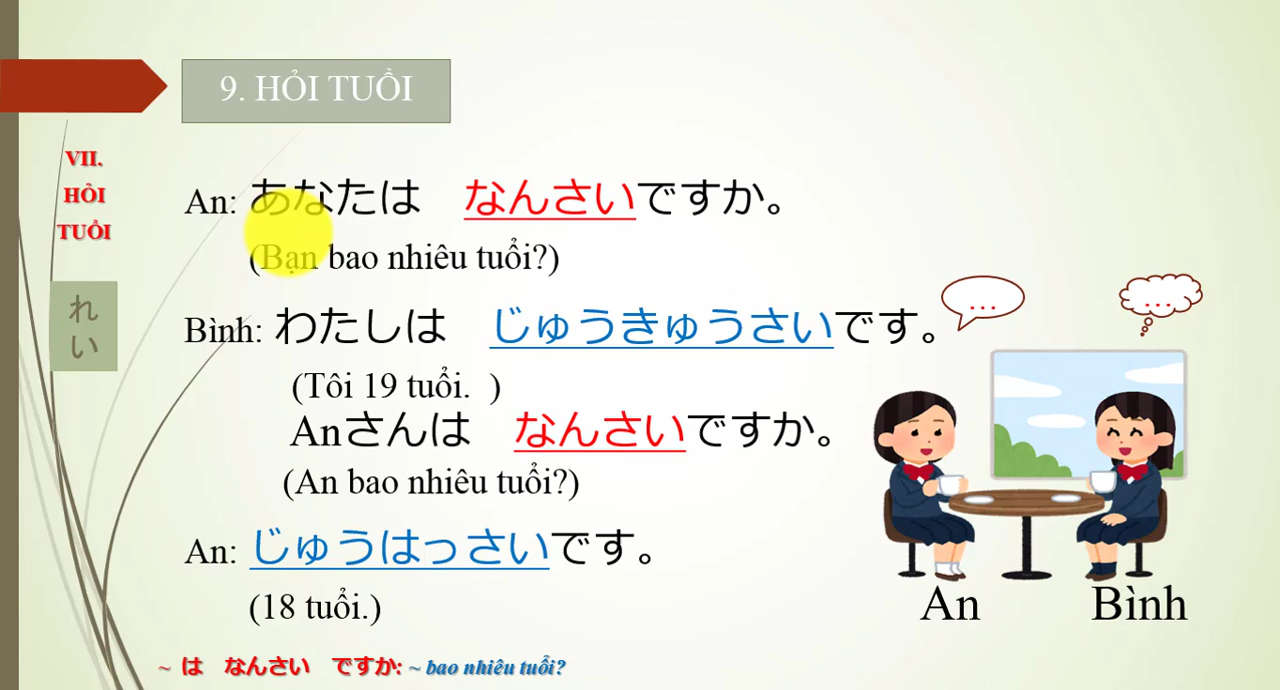 9. HỎI TUỔI
VII.
HỎI
TUỔI
れ
い
An: あなたは　なんさいですか。
(Bạn bao nhiêu tuổi?)
Bình: わたしは　じゅうきゅうさいです。
(Tôi 19 tuổi. )
Anさんは　なんさいですか。
(An bao nhiêu tuổi?)
An: じゅうはっさいです。
(18 tuổi.)
...
...
An
Bình
~ は　なんさい　ですか: ~ bao nhiêu tuổi?